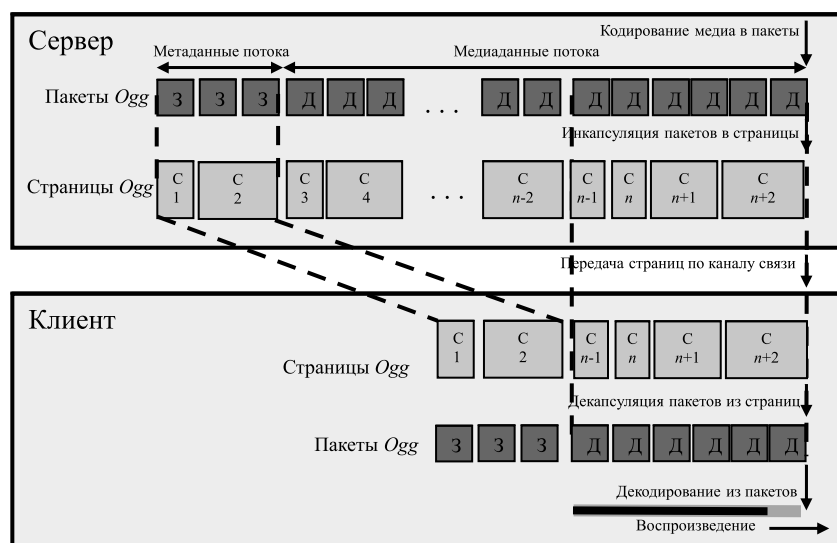 Кодирование медиа в пакеты
Сервер
Метаданные потока
Медиаданные потока
Пакеты Ogg
З З З Д Д Д . . . Д Д Д Д Д Д Д Д
Инкапсуляция пакетов в страницы
Страницы Ogg
С 1
С 2
С 3
С 4
. . .
С n-2
С n-1
С n
С n+1
С n+2
Передача страниц по каналу связи
Клиент
Страницы Ogg
С 1
С 2
С n-1
С n
С n+1
С n+2
Декапсуляция пакетов из страниц
Пакеты Ogg
З З З Д Д Д Д Д Д
Декодирование из пакетов
Воспроизведение